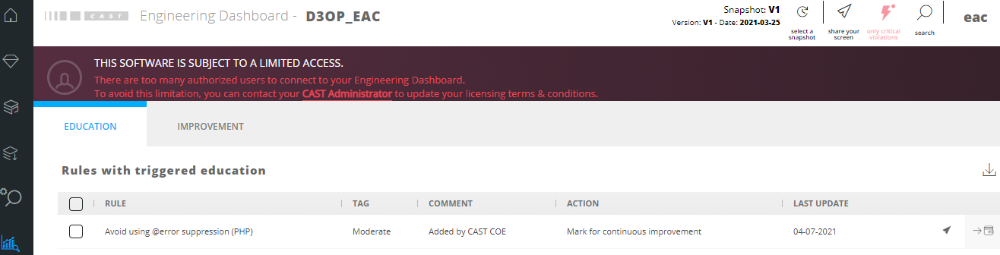 CAST Engineering Dashboard - D3OP_EAC
Snapshot: V1
Version: V1 - Date: 2021-03-25
select a
snapshot
share your
screen
only critical
violations
search
eac
THIS SOFTWARE IS SUBJECT TO A LIMITED ACCESS.
There are too many authorized users to connect to your Engineering Dashboard.
To avoid this limitation, you can contact your CAST Administrator to update your licensing terms & conditions.
EDUCATION IMPROVEMENT
Rules with triggered education
RULE TAG COMMENT ACTION LAST UPDATE
Avoid using @error suppression (PHP) Moderate Added by CAST COE Mark for continuous improvement 04-07-2021